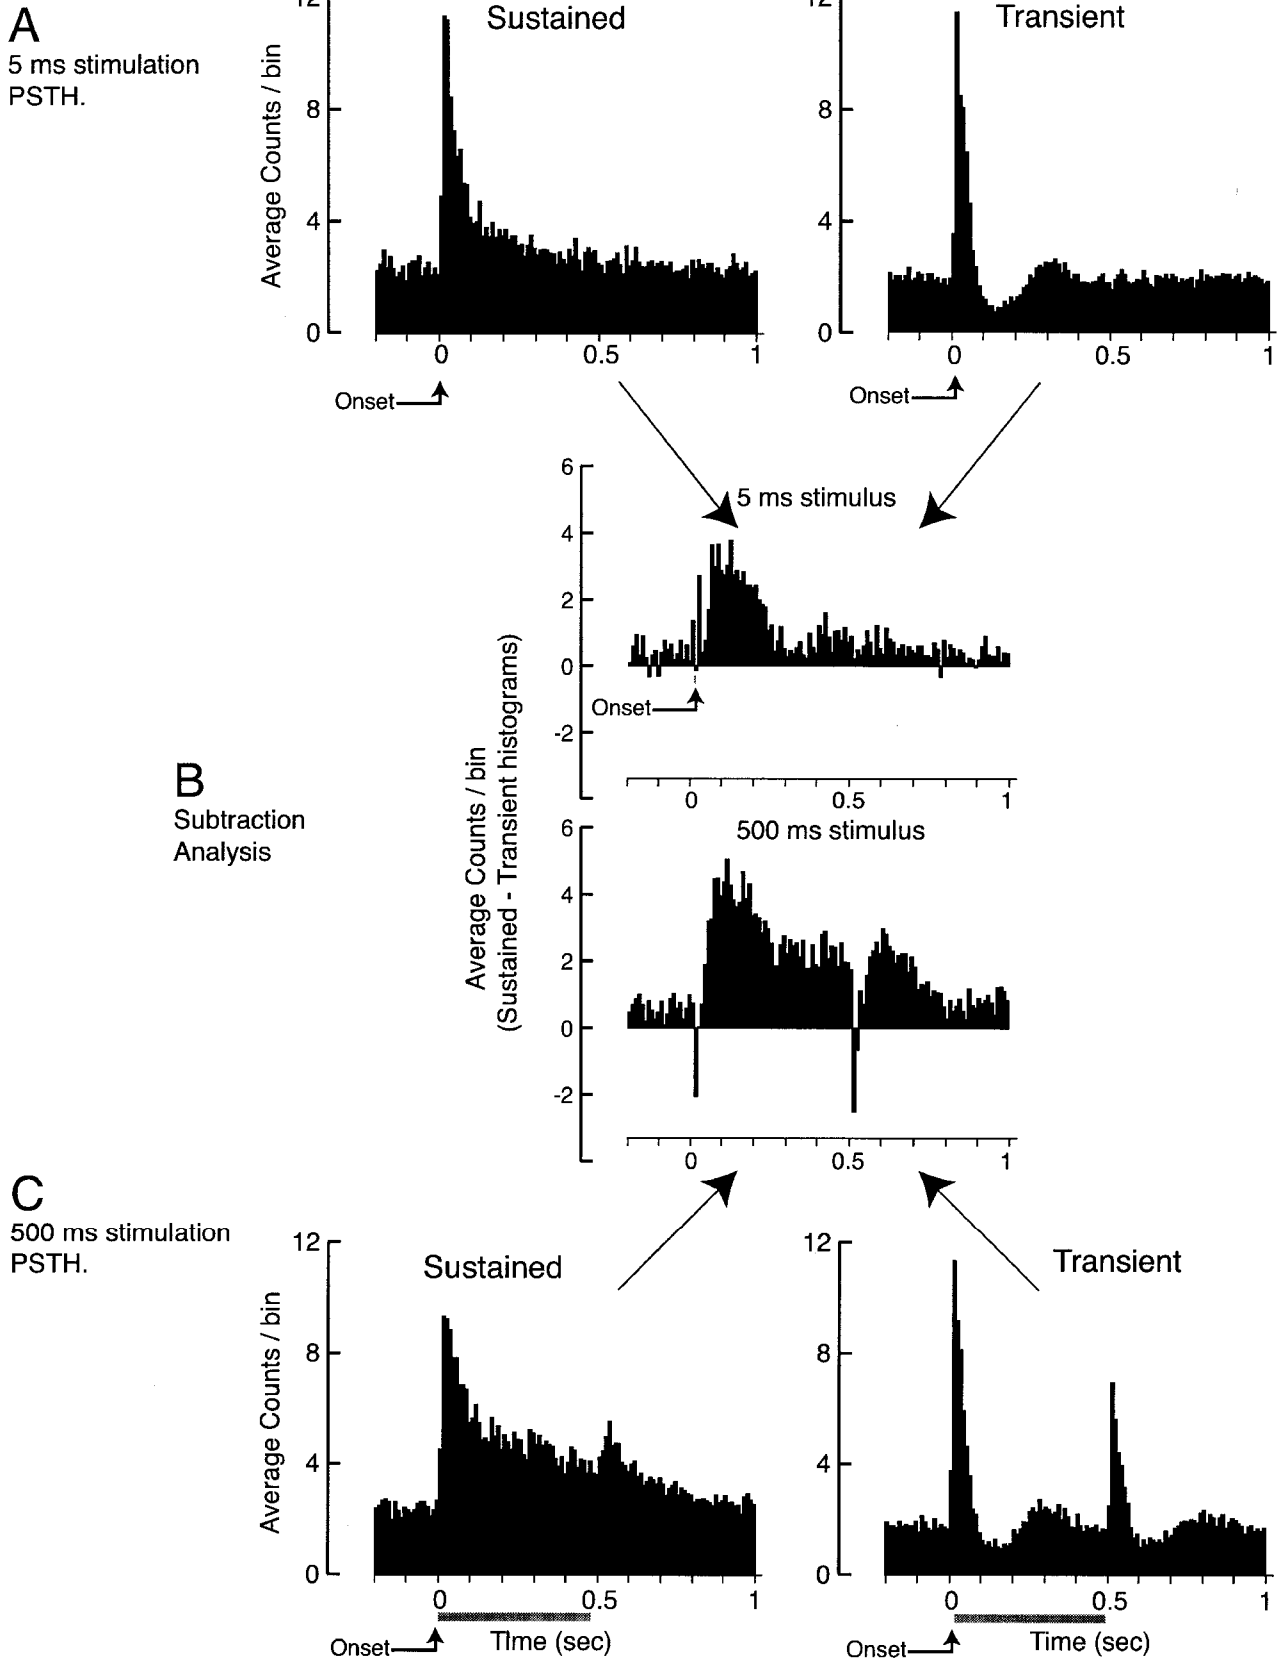 A
5 ms stimulation
PSTH.
Sustained
Average Counts / bin
12
8
4
0
0
0.5
1
Onset
Transient
12
8
4
0
0
0.5
1
Onset
B
Subtraction
Analysis
Average Counts / bin
(Sustained - Transient histograms)
5 ms stimulus
6
4
2
0
-2
Onset
0
0.5
1
500 ms stimulus
6
4
2
0
-2
0
0.5
1
C
500 ms stimulation
PSTH.
Sustained
Average Counts / bin
12
8
4
0
0
0.5
1
Onset
Time (sec)
Transient
12
8
4
0
0
0.5
1
Onset
Time (sec)